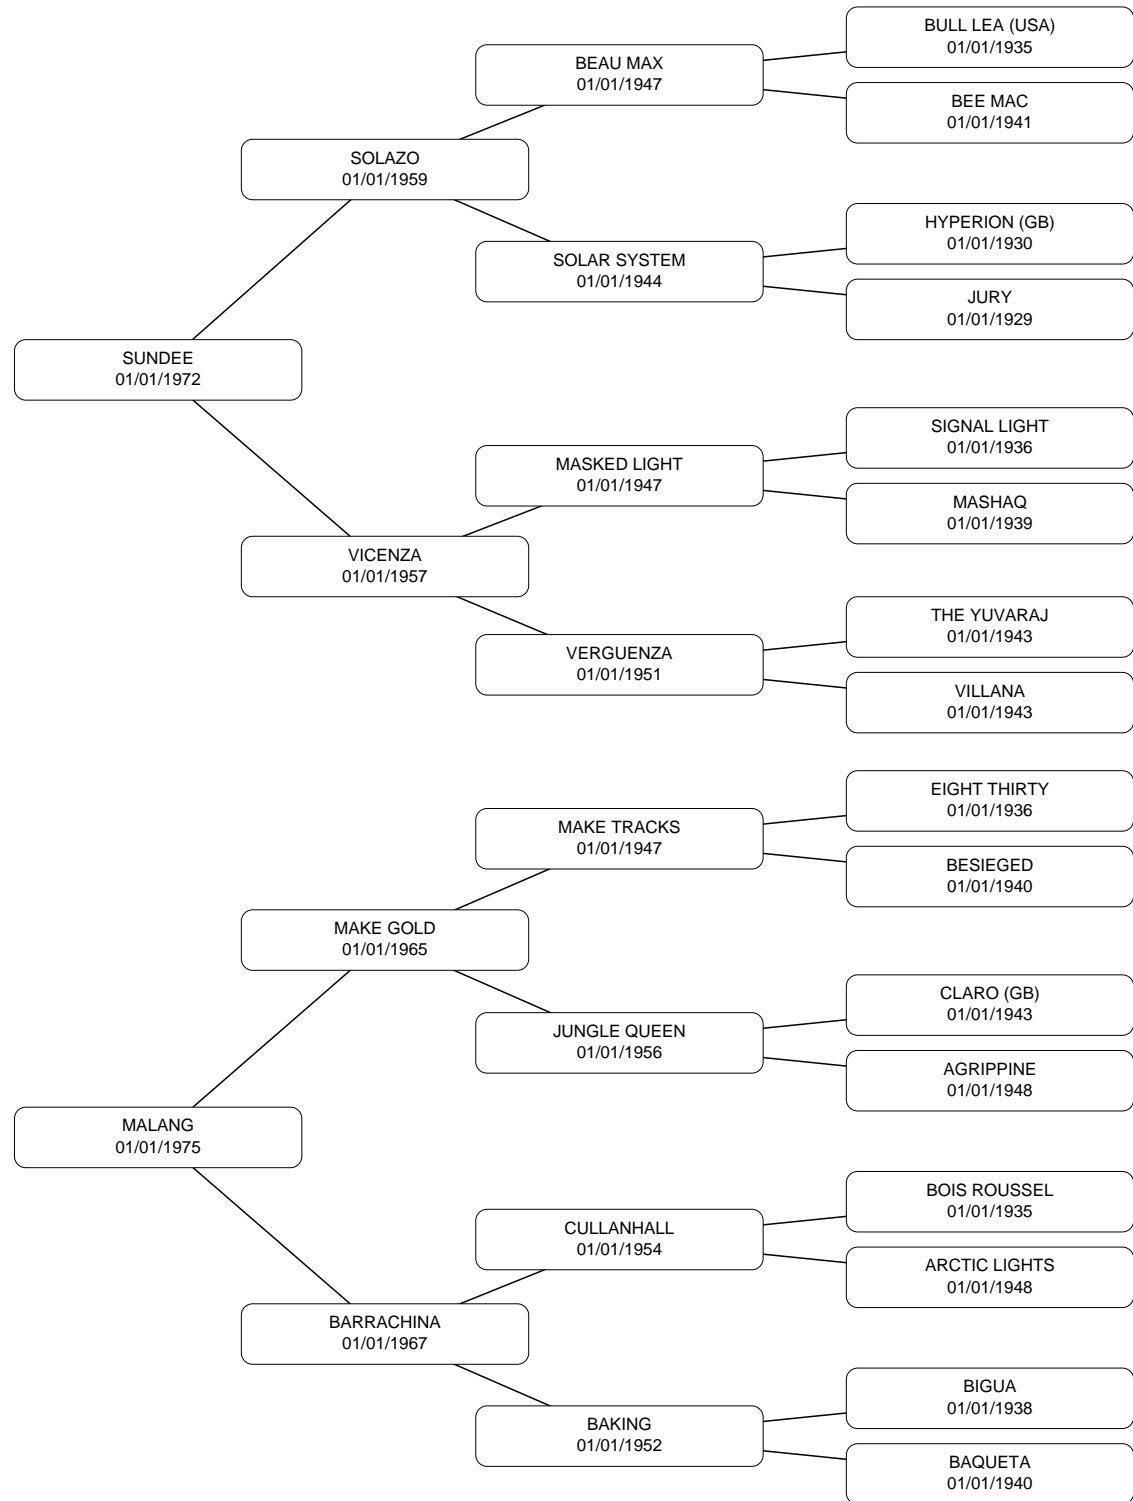 BULL LEA (USA)
01/01/1935
BEAU MAX
01/01/1947
BEE MAC
01/01/1941
SOLAZO
01/01/1959
HYPERION (GB)
01/01/1930
SOLAR SYSTEM
01/01/1944
JURY
01/01/1929
SUNDEE
01/01/1972
SIGNAL LIGHT
01/01/1936
MASKED LIGHT
01/01/1947
MASHAQ
01/01/1939
VICENZA
01/01/1957
THE YUVARAJ
01/01/1943
VERGUENZA
01/01/1951
VILLANA
01/01/1943
EIGHT THIRTY
01/01/1936
MAKE TRACKS
01/01/1947
BESIEGED
01/01/1940
MAKE GOLD
01/01/1965
CLARO (GB)
01/01/1943
JUNGLE QUEEN
01/01/1956
AGRIPPINE
01/01/1948
MALANG
01/01/1975
BOIS ROUSSEL
01/01/1935
CULLANHALL
01/01/1954
ARCTIC LIGHTS
01/01/1948
BARRACHINA
01/01/1967
BIGUA
01/01/1938
BAKING
01/01/1952
BAQUETA
01/01/1940